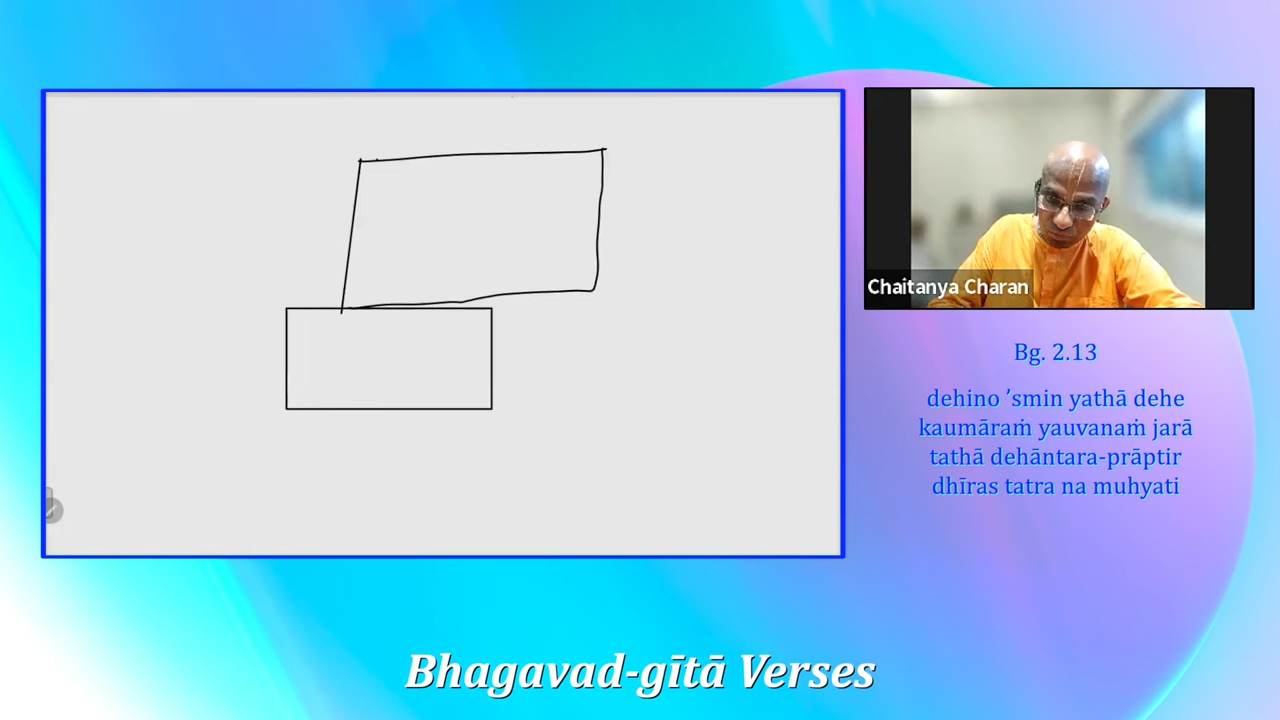 Chaitanya Charan
Bg. 2.13
dehino ’smin yathā dehe
kaumāraṁ yauvanaṁ jarā
tathā dehāntara-prāptir
dhīras tatra na muhyati
Bhagavad-gītā Verses